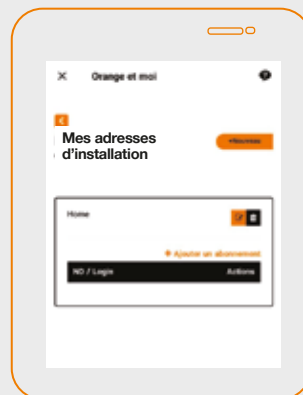 Orange et moi
Mes adresses
+Nouveau
d'installation
Home
+ Ajouter un abonnement
ND / Login Actions